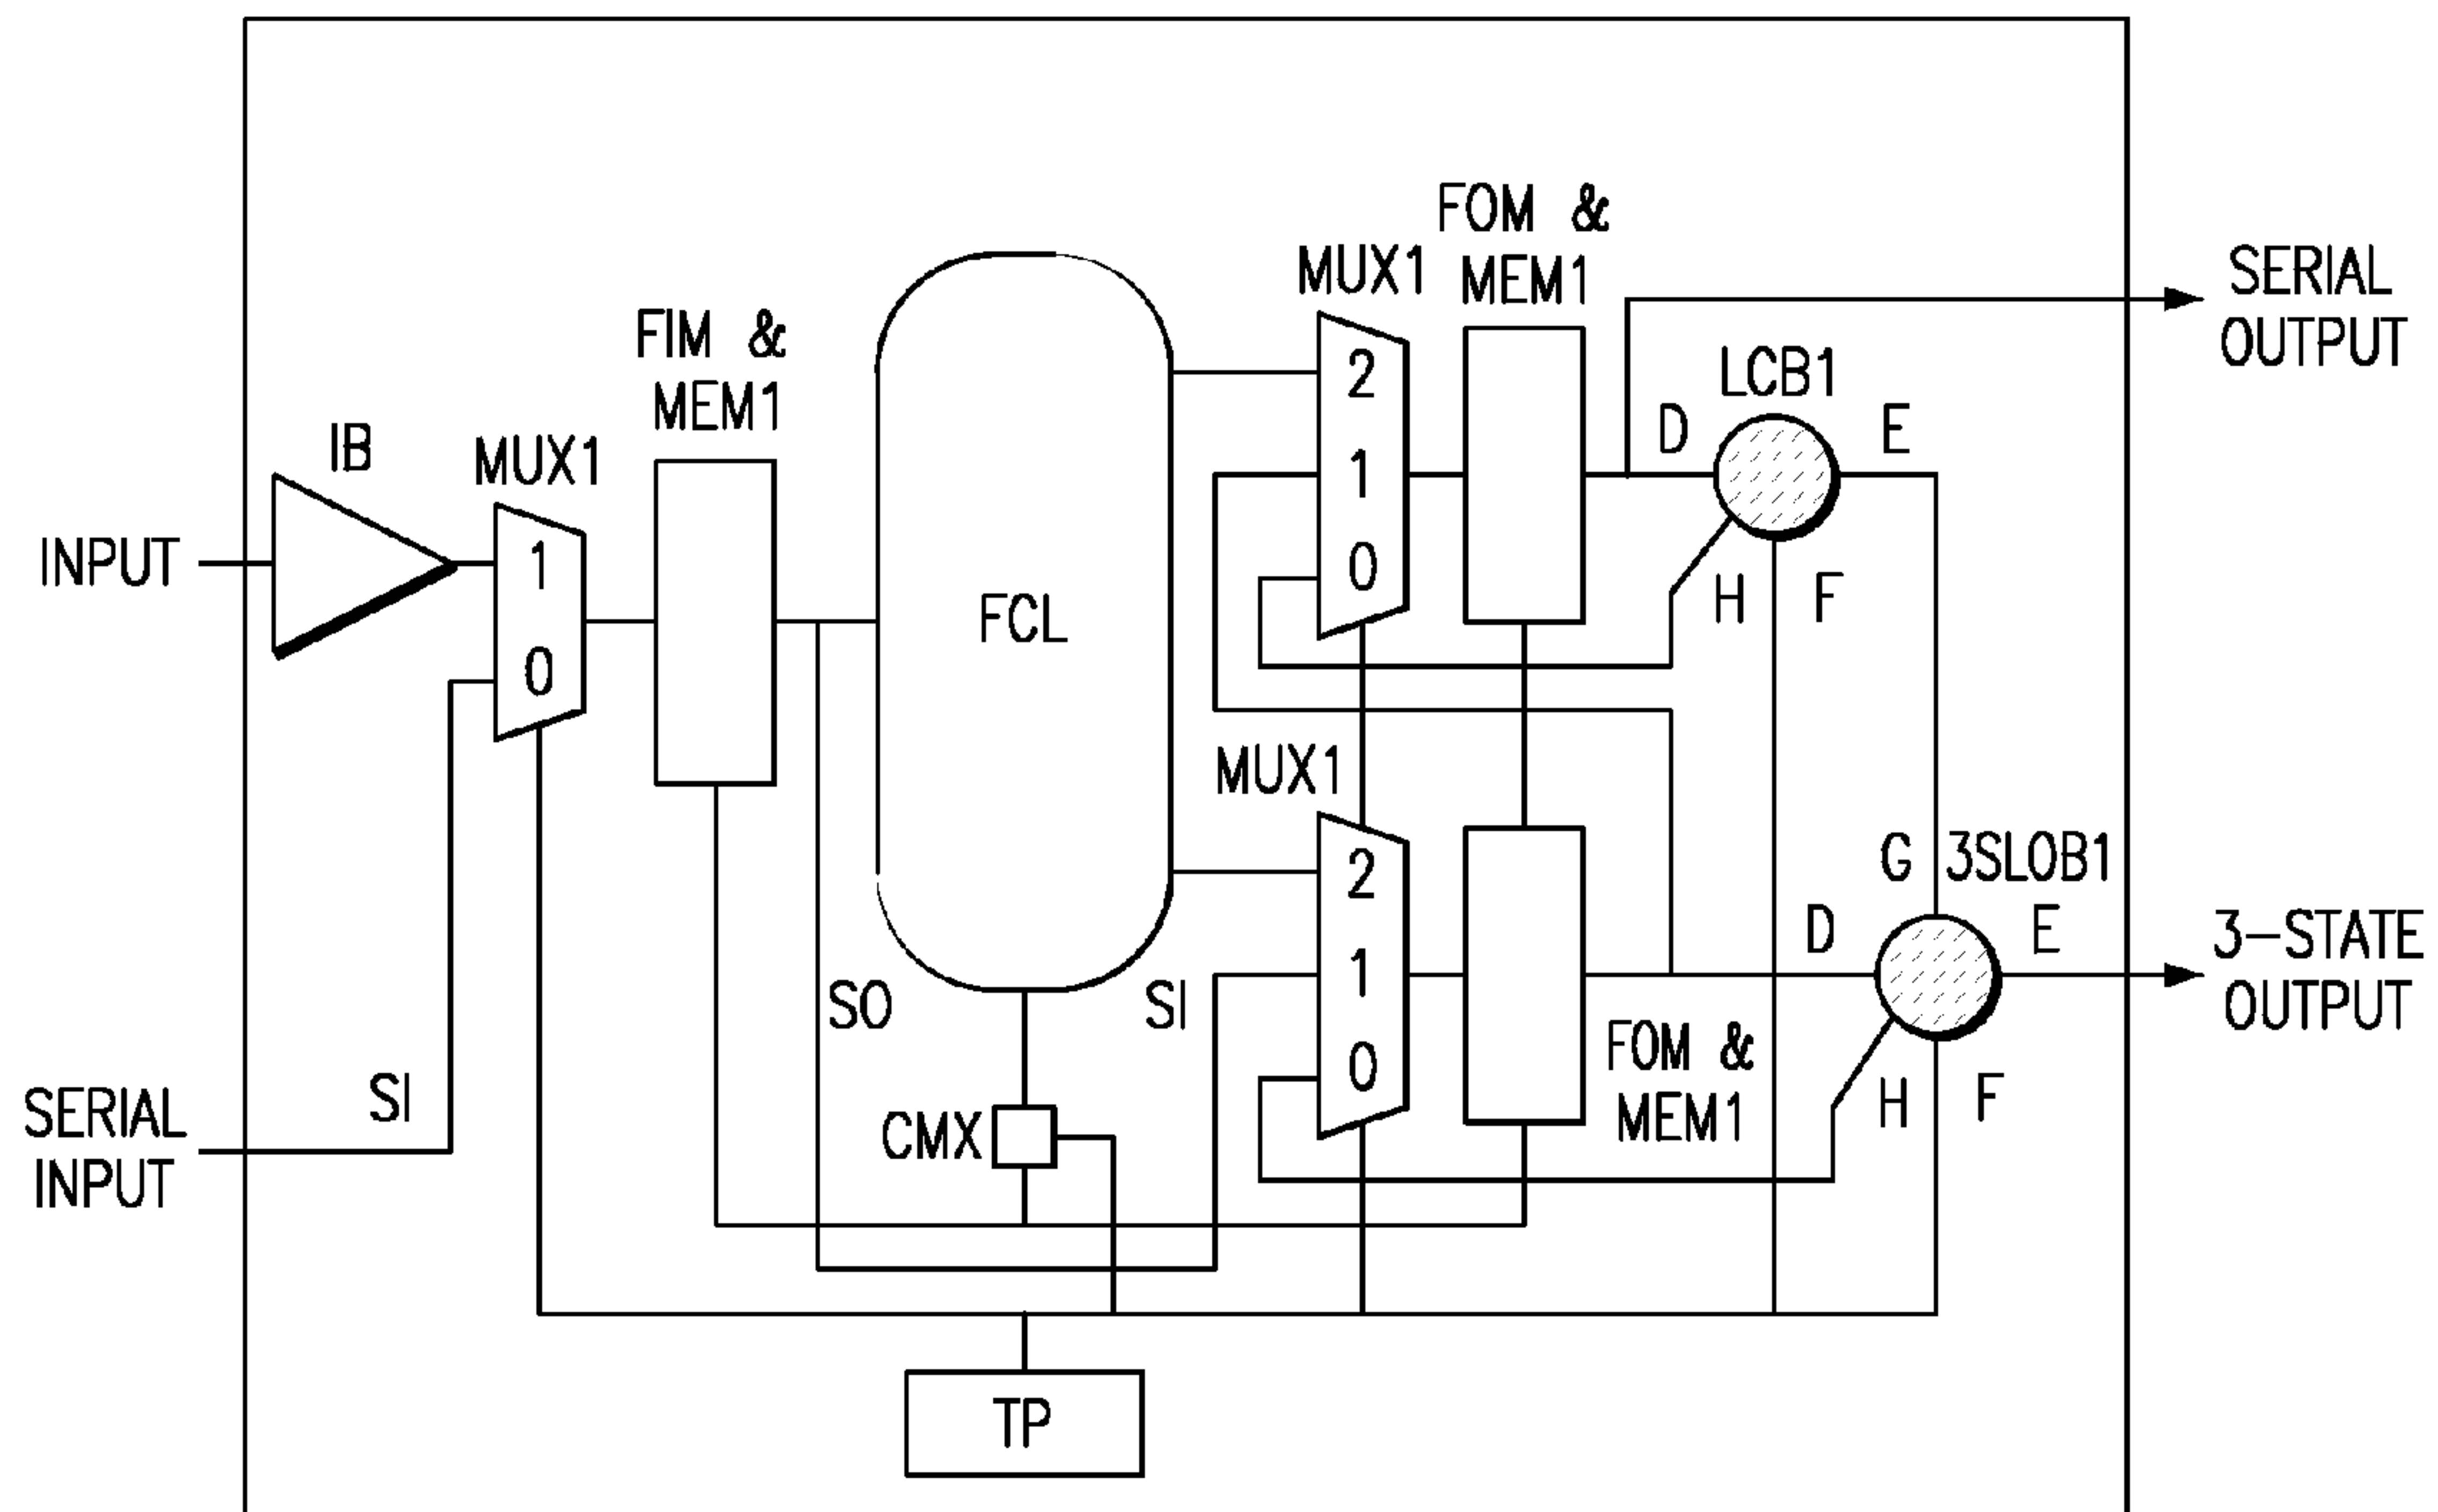 FOM &
MEM1
MUX1
SERIAL
OUTPUT
FIM &
MEM1
LCB1
IB
MUX1
D
E
2
1
0
INPUT
1
0
FCL
H
F
MUX1
G
3SLOB1
2
1
0
D
E
3-STATE
OUTPUT
SO
SI
FOM &
MEM1
H
F
SERIAL
INPUT
SI
CMX
TP